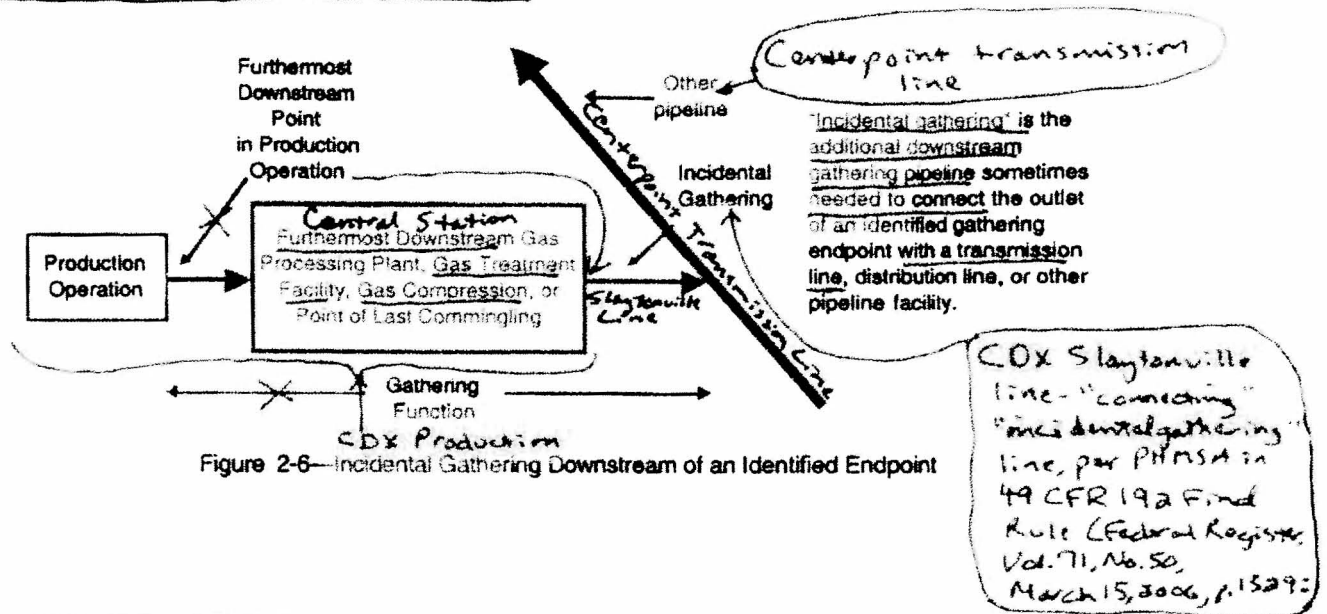 Furthermost
Downstream
Point
in Production
Operation
Other
pipeline
Centerpoint transmission
line
"Incidental gathering" is the
additional downstream
gathering pipeline sometimes
needed to connect the outlet
of an identified gathering
endpoint with a transmission
line, distribution line, or other
pipeline facility.
Incidental
Gathering
Centerpoint Transmission Line
Production
Operation
Central Station
Furthermost Downstream Gas
Processing Plant, Gas Treatment
Facility, Gas Compression, or
Point of Last Commingling
Slaytonville
Line
Gathering
Function
CDX Production
Figure 2-6—Incidental Gathering Downstream of an Identified Endpoint
CDX Slaytonville
line - "connecting"
"incidental gathering"
line, per PHMSA in
49 CFR 192 Final
Rule (Federal Register,
Vol. 71, No. 50,
March 15, 2006, p.